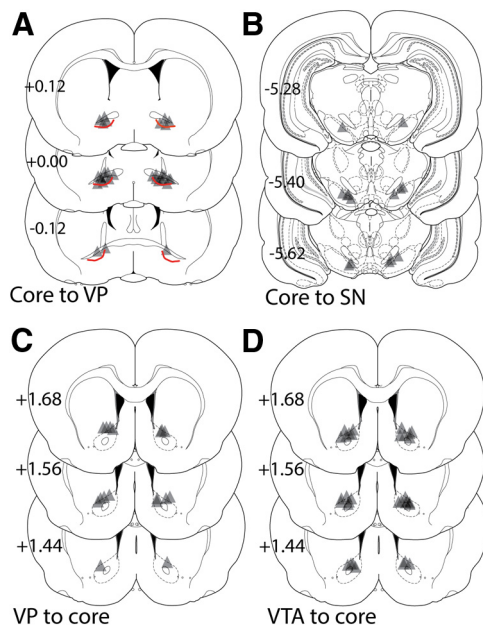 A
+0.12
+0.00
-0.12
Core to VP
B
-5.28
-5.40
-5.62
Core to SN
C
+1.68
+1.56
+1.44
VP to core
D
+1.68
+1.56
+1.44
VTA to core